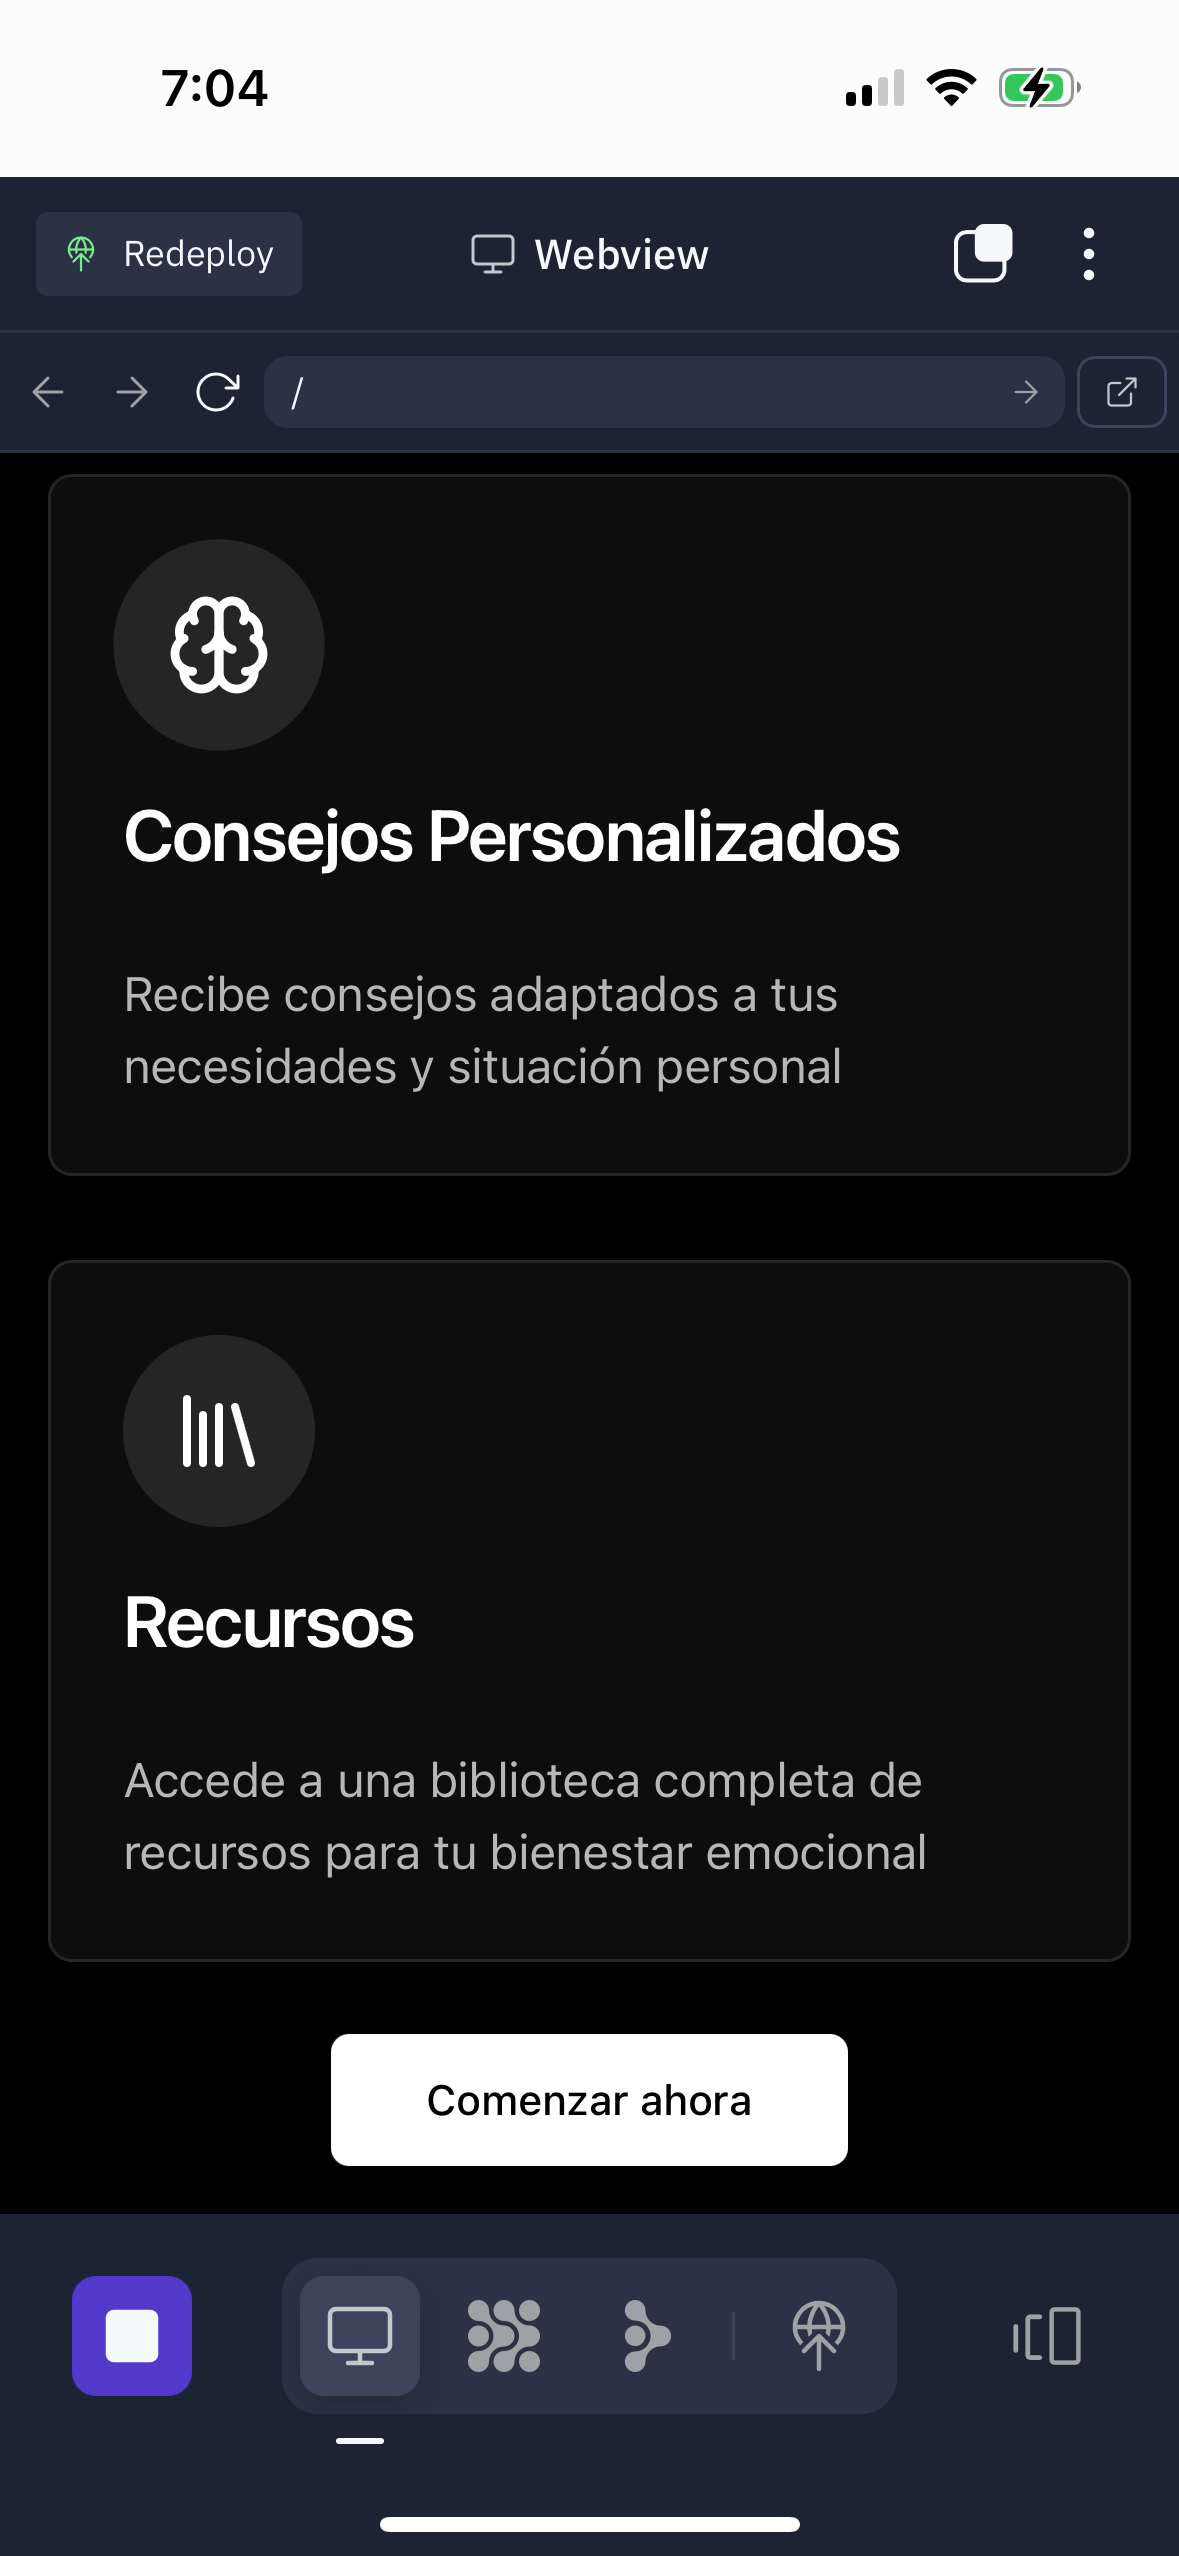 7:04
Redeploy
Webview
/
Consejos Personalizados
Recibe consejos adaptados a tus
necesidades y situación personal
Recursos
Accede a una biblioteca completa de
recursos para tu bienestar emocional
Comenzar ahora